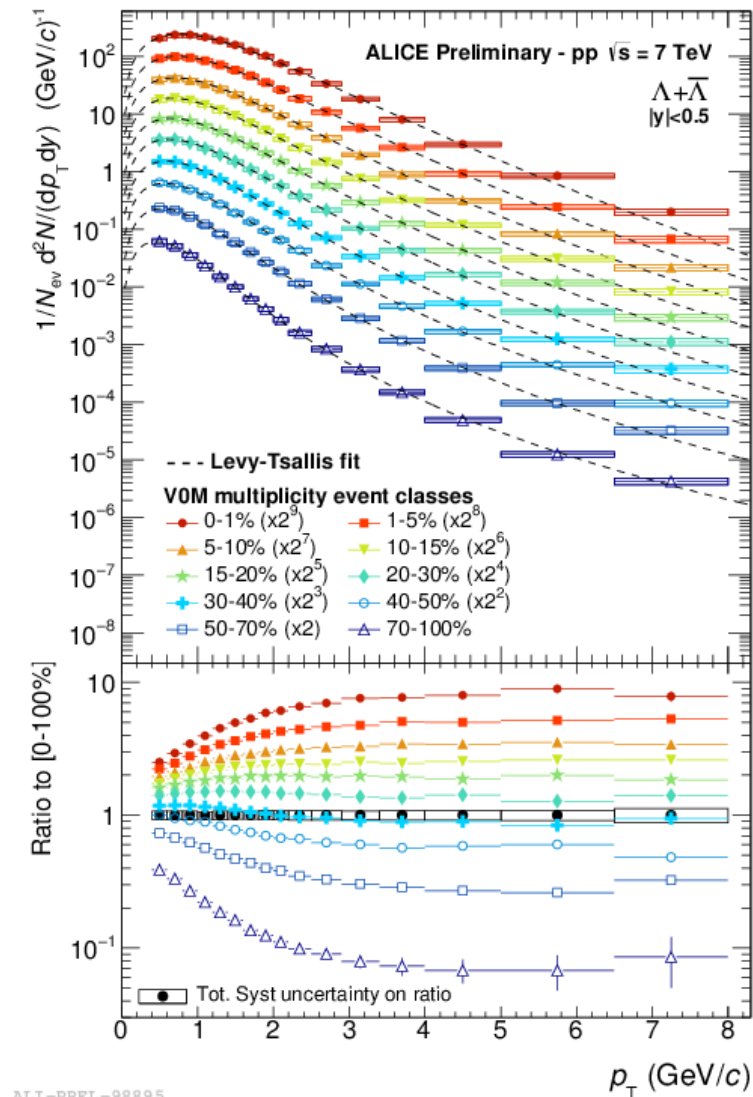 1/N_ev d²N/(dp_T dy) (GeV/c)⁻¹
10²
10
1
10⁻¹
10⁻²
10⁻³
10⁻⁴
10⁻⁵
10⁻⁶
10⁻⁷
10⁻⁸
ALICE Preliminary - pp √s = 7 TeV
Λ+Λ̅
|y|<0.5
---- Levy-Tsallis fit
V0M multiplicity event classes
0-1% (x2⁹) 1-5% (x2⁸)
5-10% (x2⁷) 10-15% (x2⁶)
15-20% (x2⁵) 20-30% (x2⁴)
30-40% (x2³) 40-50% (x2²)
50-70% (x2) 70-100%
Ratio to [0-100%]
10
1
10⁻¹
Tot. Syst uncertainty on ratio
0 1 2 3 4 5 6 7 8
p_T (GeV/c)
ALI-PREL-98895